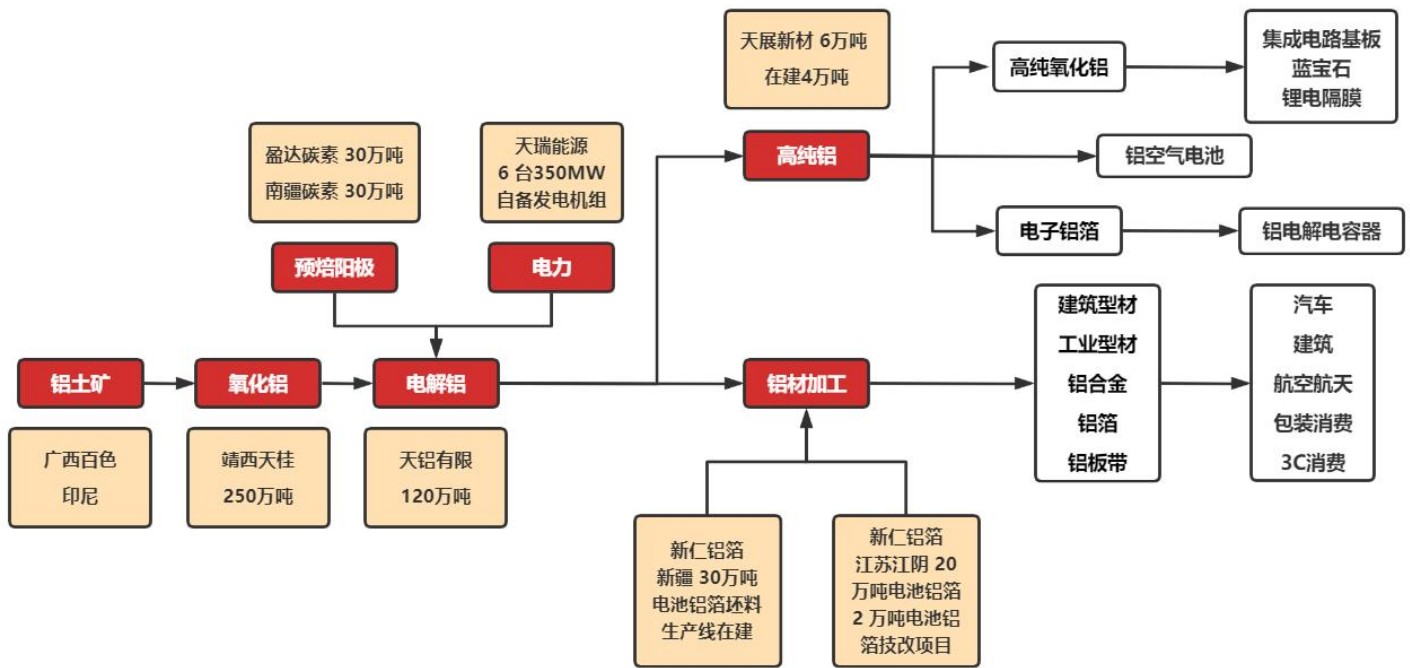 天展新材 6万吨
在建4万吨
高纯氧化铝
集成电路基板
蓝宝石
锂电隔膜
盈达碳素 30万吨
南疆碳素 30万吨
天瑞能源
6 台350MW
自备发电机组
高纯铝
铝空气电池
电子铝箔
铝电解电容器
预焙阳极
电力
铝土矿
氧化铝
电解铝
铝材加工
建筑型材
工业型材
铝合金
铝箔
铝板带
汽车
建筑
航空航天
包装消费
3C消费
广西百色
印尼
靖西天桂
250万吨
天铝有限
120万吨
新仁铝箔
新疆 30万吨
电池铝箔坯料
生产线在建
新仁铝箔
江苏江阴 20
万吨电池铝箔
2 万吨电池铝
箔技改项目